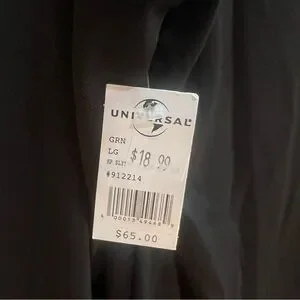 UNIVERSAL
GRN
LG
$18.99
#912214
$65.00